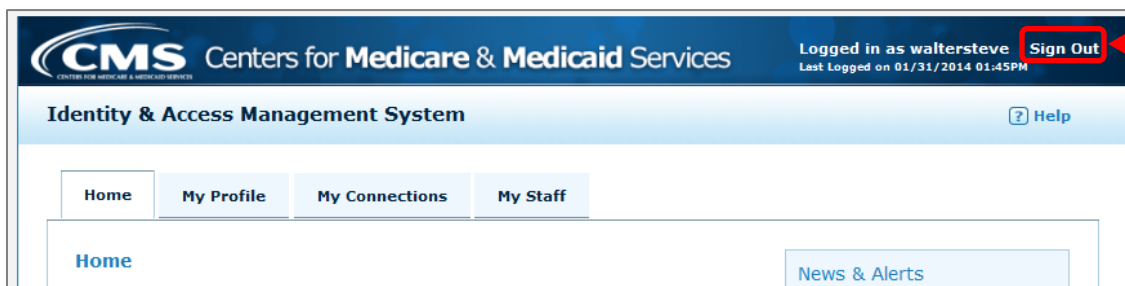 CMS Centers for Medicare & Medicaid Services
CENTERS FOR MEDICARE & MEDICAID SERVICES
Logged in as waltersteve Sign Out
Last Logged on 01/31/2014 01:45PM
Identity & Access Management System
? Help
Home My Profile My Connections My Staff
Home
News & Alerts